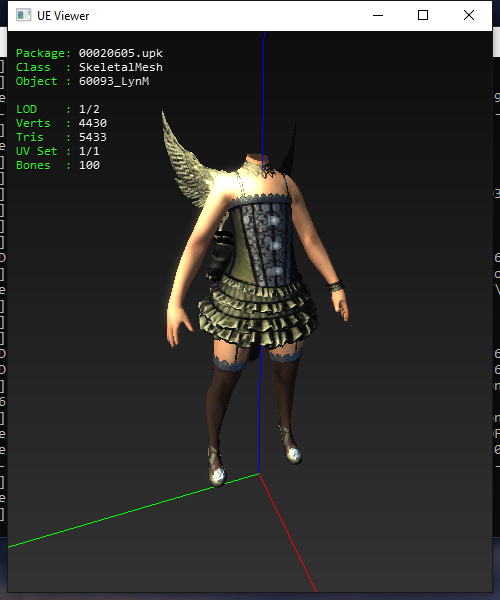 UE Viewer
Package: 00020605.upk
Class : SkeletalMesh
Object : 60093_LynM
LOD : 1/2
Verts : 4430
Tris : 5433
UV Set : 1/1
Bones : 100